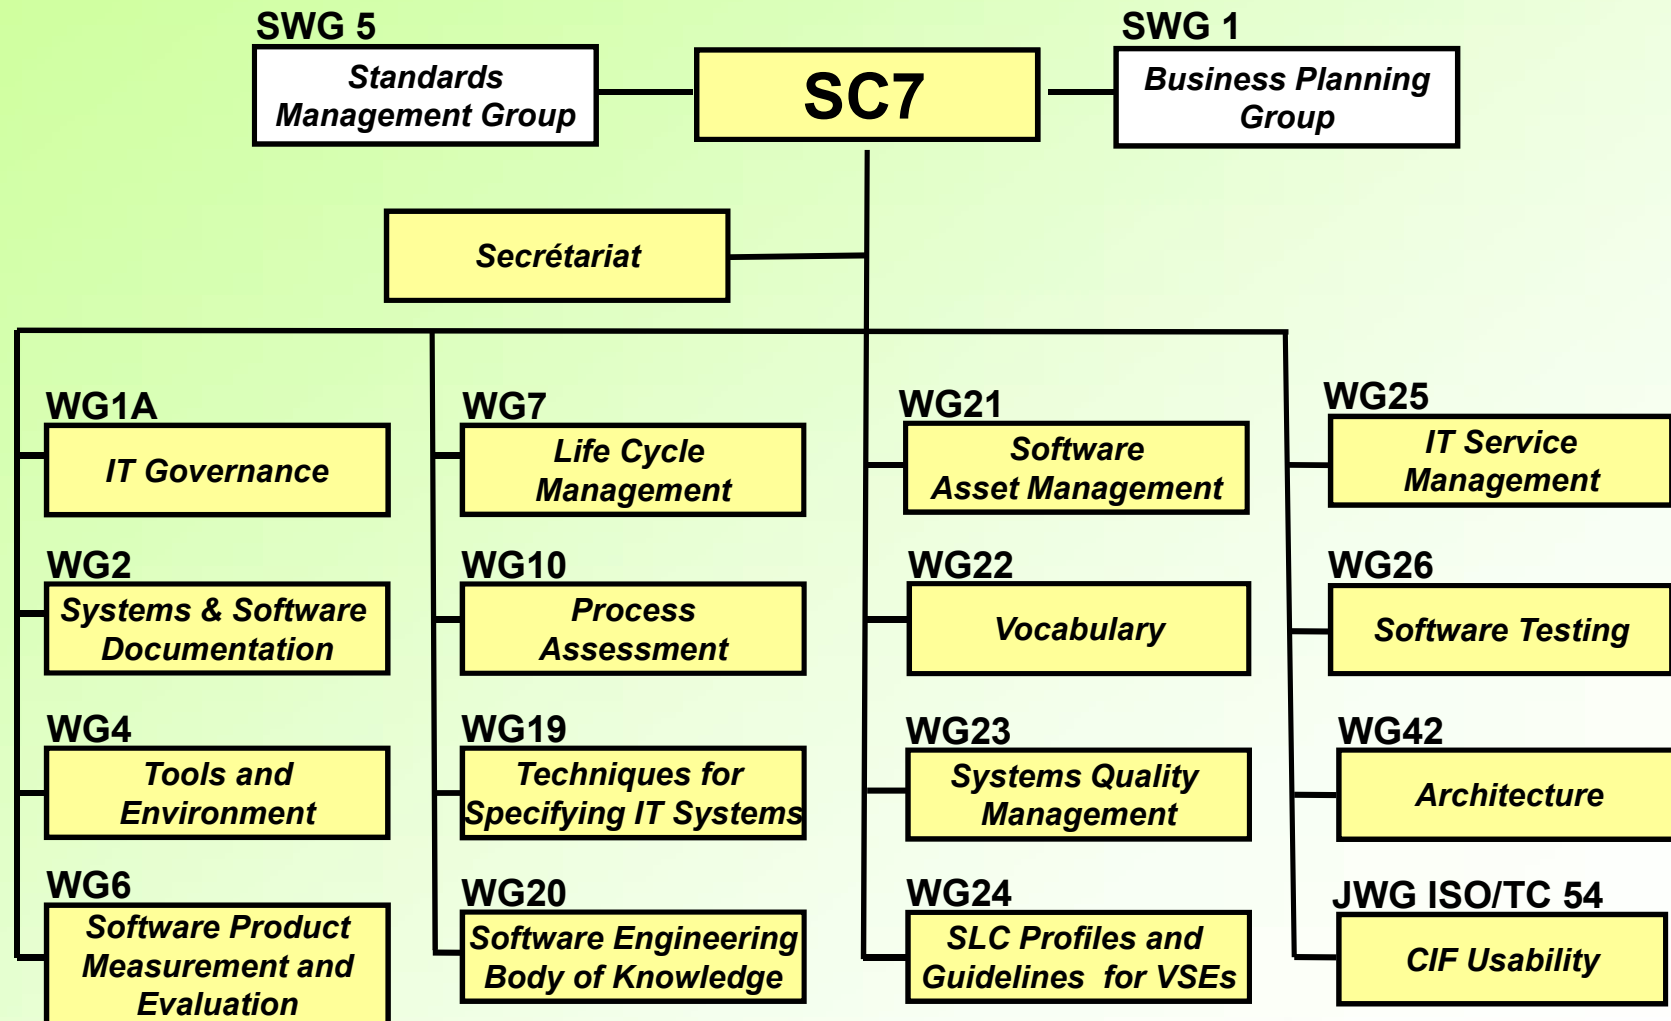 SWG 5
Standards
Management Group
SC7
SWG 1
Business Planning
Group
Secrétariat
WG1A
IT Governance
WG7
Life Cycle
Management
WG21
Software
Asset Management
WG25
IT Service
Management
WG2
Systems & Software
Documentation
WG10
Process
Assessment
WG22
Vocabulary
WG26
Software Testing
WG4
Tools and
Environment
WG19
Techniques for
Specifying IT Systems
WG23
Systems Quality
Management
WG42
Architecture
WG6
Software Product
Measurement and
Evaluation
WG20
Software Engineering
Body of Knowledge
WG24
SLC Profiles and
Guidelines for VSEs
JWG ISO/TC 54
CIF Usability